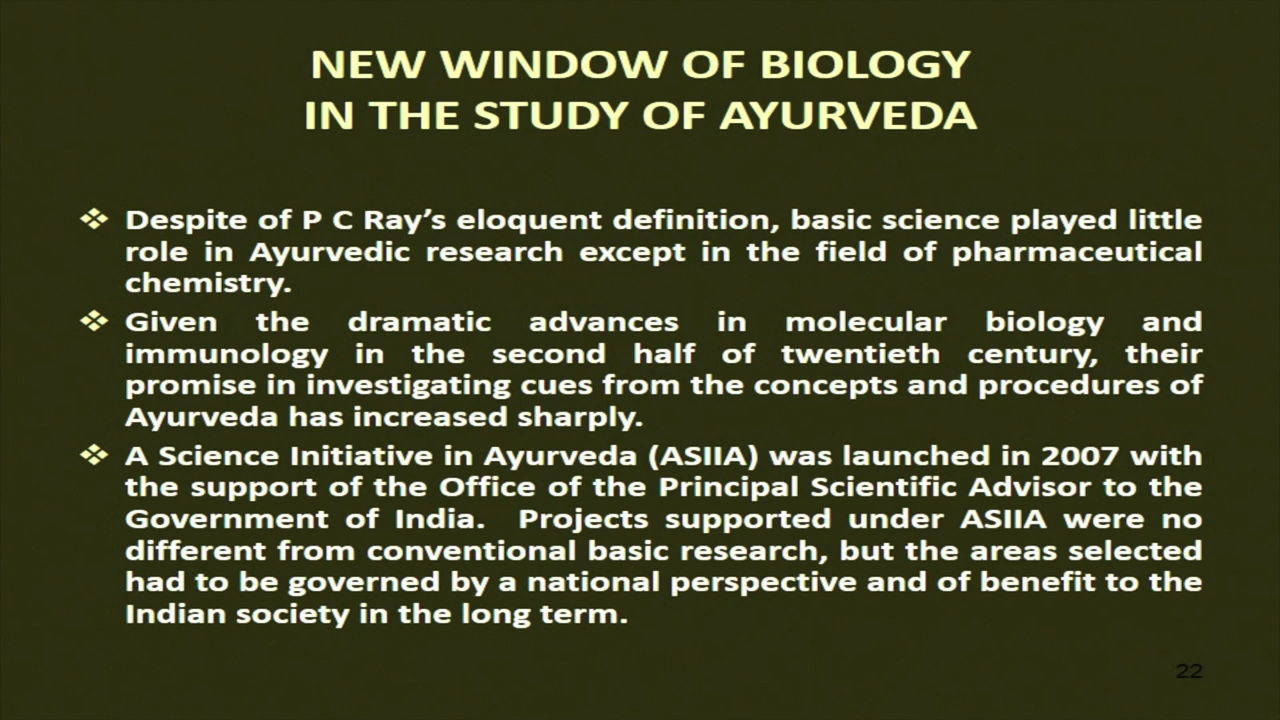 NEW WINDOW OF BIOLOGY
IN THE STUDY OF AYURVEDA
❖ Despite of P C Ray’s eloquent definition, basic science played little
role in Ayurvedic research except in the field of pharmaceutical
chemistry.
❖ Given the dramatic advances in molecular biology and
immunology in the second half of twentieth century, their
promise in investigating cues from the concepts and procedures of
Ayurveda has increased sharply.
❖ A Science Initiative in Ayurveda (ASIIA) was launched in 2007 with
the support of the Office of the Principal Scientific Advisor to the
Government of India. Projects supported under ASIIA were no
different from conventional basic research, but the areas selected
had to be governed by a national perspective and of benefit to the
Indian society in the long term.
22